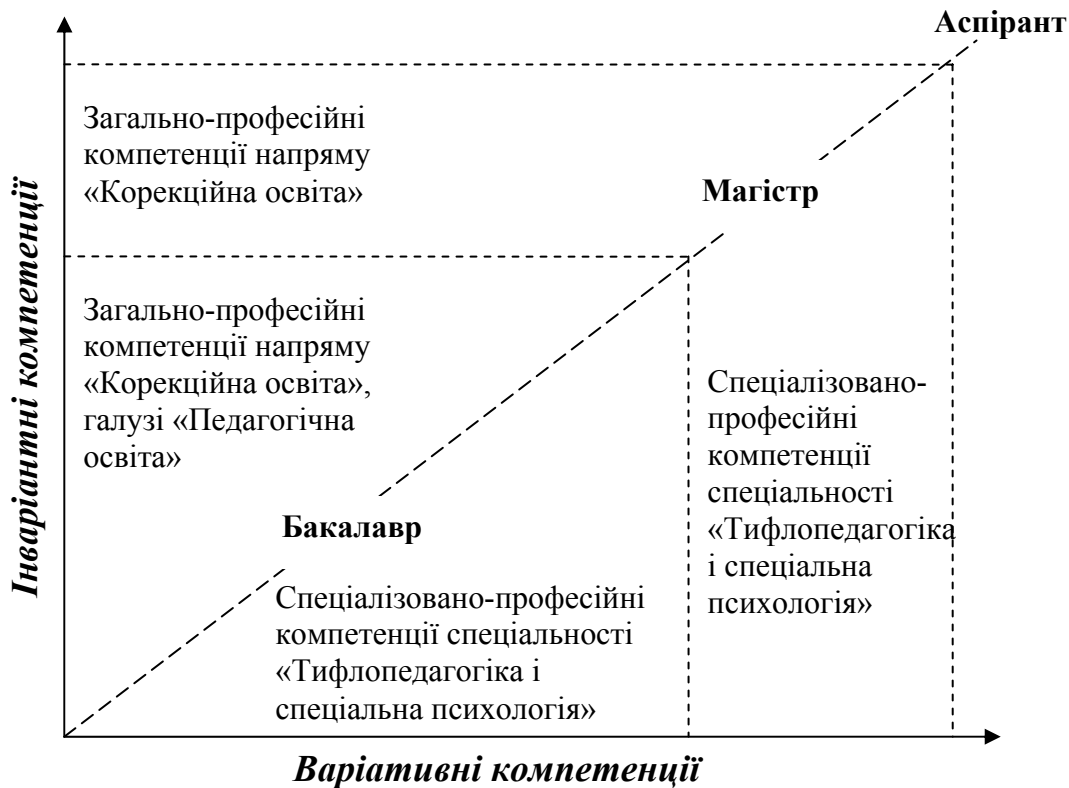 Аспірант
Загально-професійні
компетенції напряму
«Корекційна освіта»
Магістр
Інваріантні компетенції
Загально-професійні
компетенції напряму
«Корекційна освіта»,
галузі «Педагогічна
освіта»
Спеціалізовано-
професійні
компетенції
спеціальності
«Тифлопедагогіка
і спеціальна
психологія»
Бакалавр
Спеціалізовано-професійні
компетенції спеціальності
«Тифлопедагогіка і
спеціальна психологія»
Варіативні компетенції